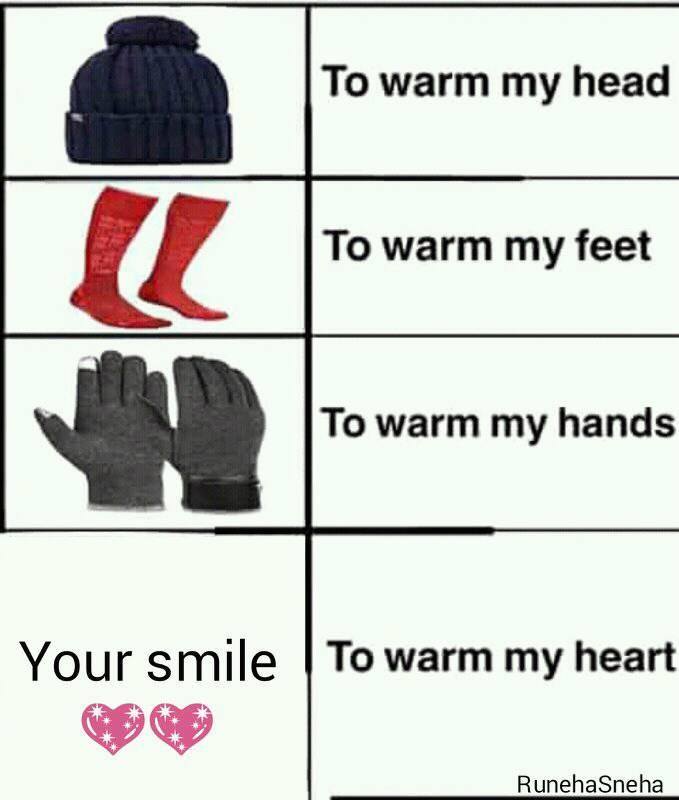 To warm my head
To warm my feet
To warm my hands
Your smile
To warm my heart
RunehaSneha